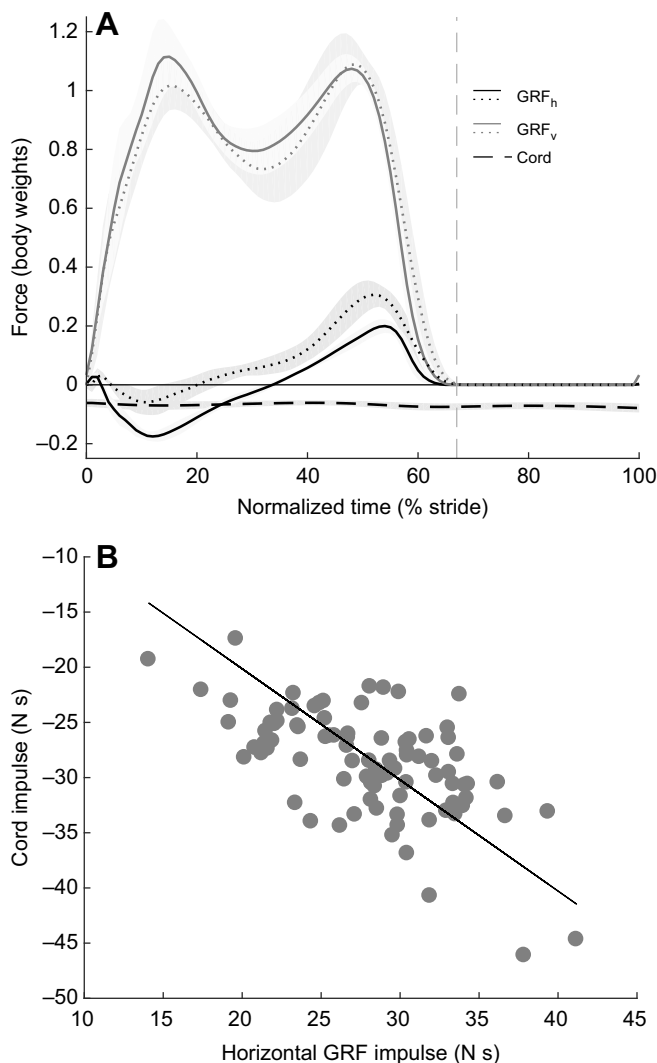 A
1.2
1
0.8
0.6
0.4
0.2
0
–0.2
Force (body weights)
0 20 40 60 80 100
Normalized time (% stride)
GRFh
GRFv
Cord
B
–10
–15
–20
–25
–30
–35
–40
–45
–50
Cord impulse (N s)
10 15 20 25 30 35 40 45
Horizontal GRF impulse (N s)